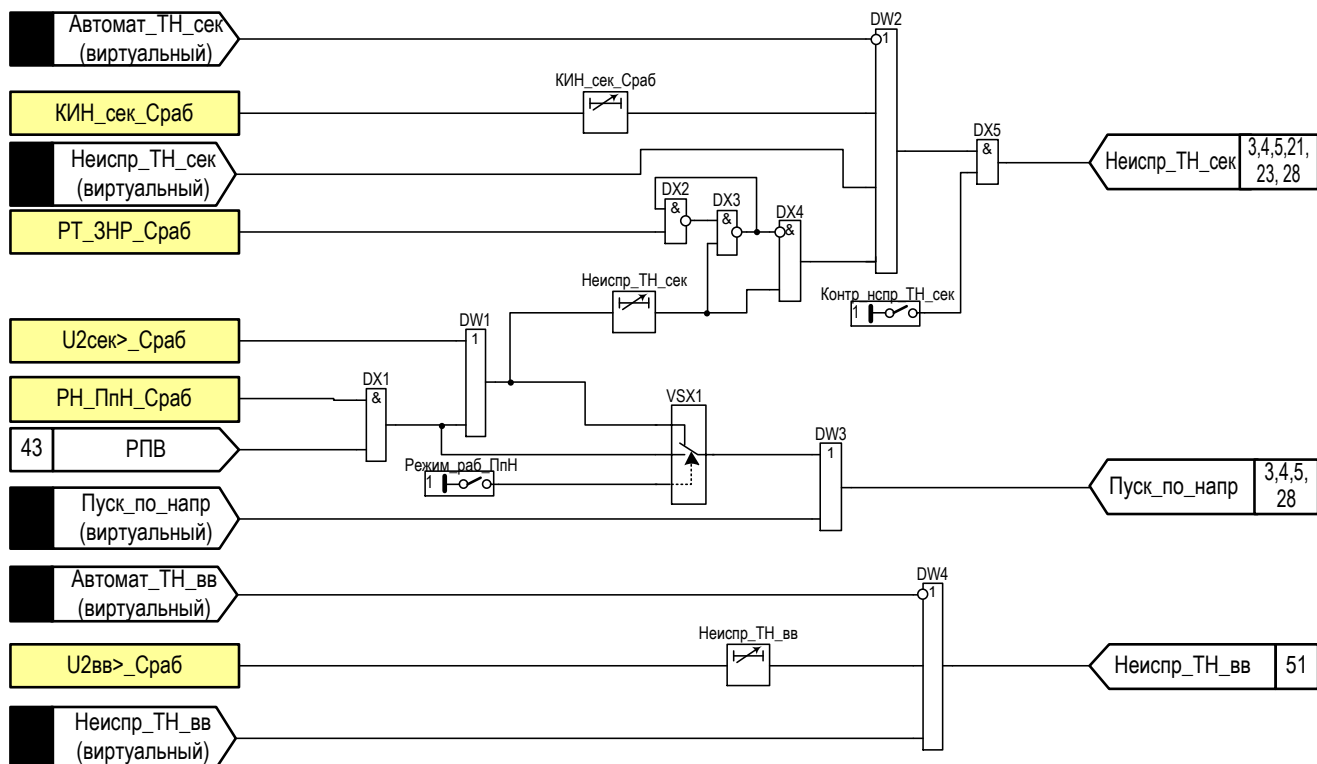 Автомат_ТН_сек
(виртуальный)
DW2
1
КИН_сек_Сраб
КИН_сек_Сраб
Неиспр_ТН_сек
(виртуальный)
DX5
&
Неиспр_ТН_сек
3,4,5,21,
23, 28
РТ_ЗНР_Сраб
DX2
&
DX3
&
DX4
&
Неиспр_ТН_сек
Контр_нспр_ТН_сек
1
U2сек>_Сраб
DW1
1
РН_ПпН_Сраб
DX1
&
43
РПВ
VSX1
Режим_раб_ПпН
1
DW3
1
Пуск_по_напр
(виртуальный)
Пуск_по_напр
3,4,5,
28
Автомат_ТН_вв
(виртуальный)
DW4
1
U2вв>_Сраб
Неиспр_ТН_вв
Неиспр_ТН_вв
51
Неиспр_ТН_вв
(виртуальный)